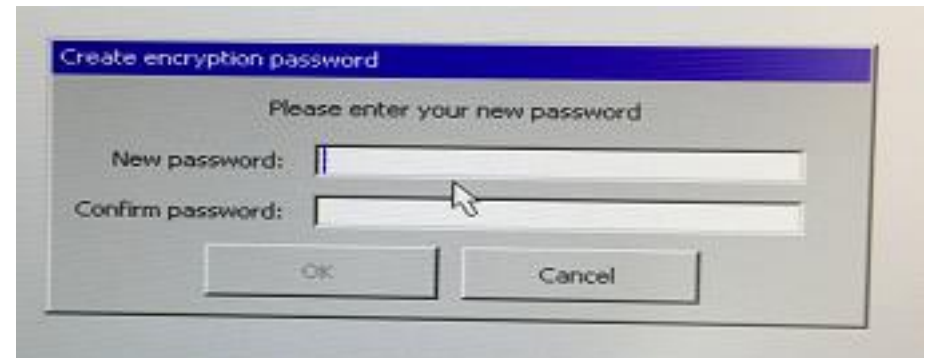 Create encryption password
Please enter your new password
New password:
Confirm password:
OK
Cancel